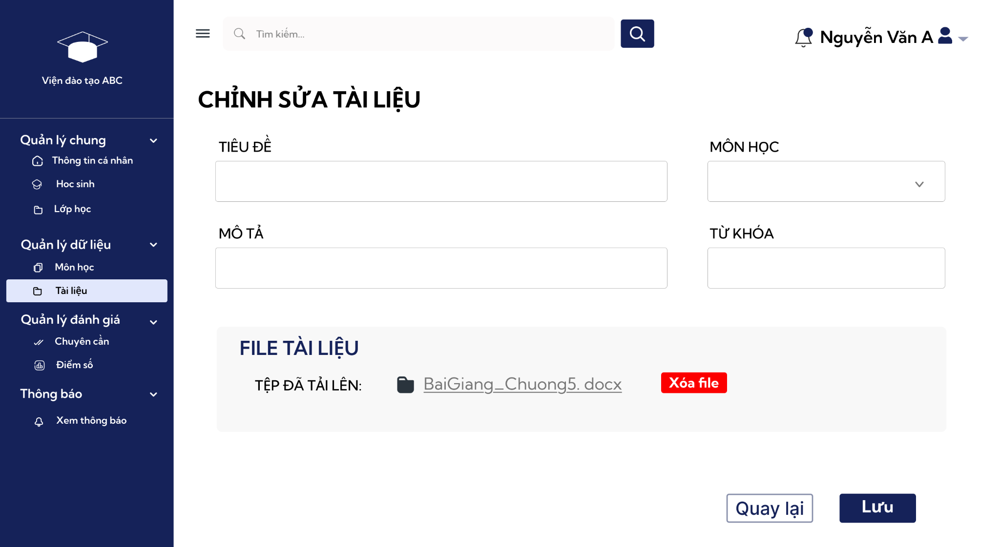 Viện đào tạo ABC
Quản lý chung
Thông tin cá nhân
Hoc sinh
Lớp học
Quản lý dữ liệu
Môn học
Tài liệu
Quản lý đánh giá
Chuyên cần
Điểm số
Thông báo
Xem thông báo
Tìm kiếm...
Nguyễn Văn A
CHỈNH SỬA TÀI LIỆU
TIÊU ĐỀ
MÔN HỌC
MÔ TẢ
TỪ KHÓA
FILE TÀI LIỆU
TỆP ĐÃ TẢI LÊN: BaiGiang_Chuong5. docx Xóa file
Quay lại
Lưu